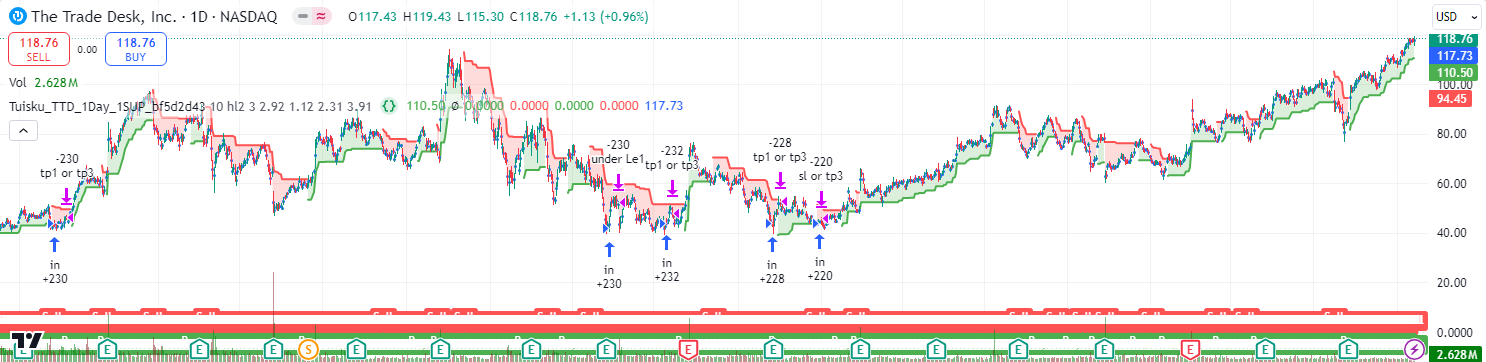 The Trade Desk, Inc. · 1D · NASDAQ O117.43 H119.43 L115.30 C118.76 +1.13 (+0.96%)
USD
118.76 SELL
0.00
118.76 BUY
Vol 2.628M
Tuisku_TTD_1Day_1SUP_bf5d2d43 10 hl2 3 2.92 1.12 2.31 3.91 {} 110.50 ∅ 0.0000 0.0000 0.0000 0.0000 117.73
118.76
117.73
110.50
100.00
94.45
80.00
60.00
40.00
20.00
0.0000
2.628M
-230
tp1 or tp3
-230
under Le1
-232
tp1 or tp3
-228
tp1 or tp3
-220
sl or tp3
in
+230
in
+230
in
+232
in
+228
in
+220
E E E S E E E E E E E E E E E E E